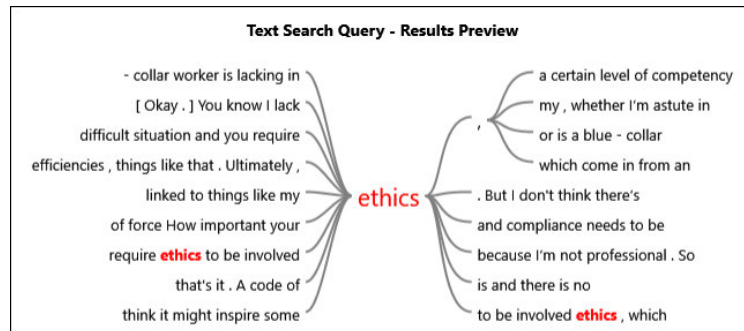 Text Search Query - Results Preview
- collar worker is lacking in
[ Okay . ] You know I lack
difficult situation and you require
efficiencies , things like that . Ultimately ,
linked to things like my
of force How important your
require ethics to be involved
that's it . A code of
think it might inspire some
ethics
,
a certain level of competency
my , whether I'm astute in
or is a blue - collar
which come in from an
. But I don't think there's
and compliance needs to be
because I'm not professional . So
is and there is no
to be involved ethics , which